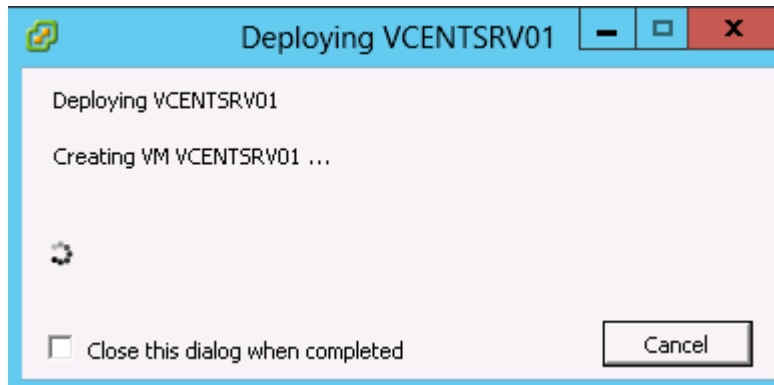 Deploying VCENTSRV01
Deploying VCENTSRV01
Creating VM VCENTSRV01 ...
Close this dialog when completed
Cancel